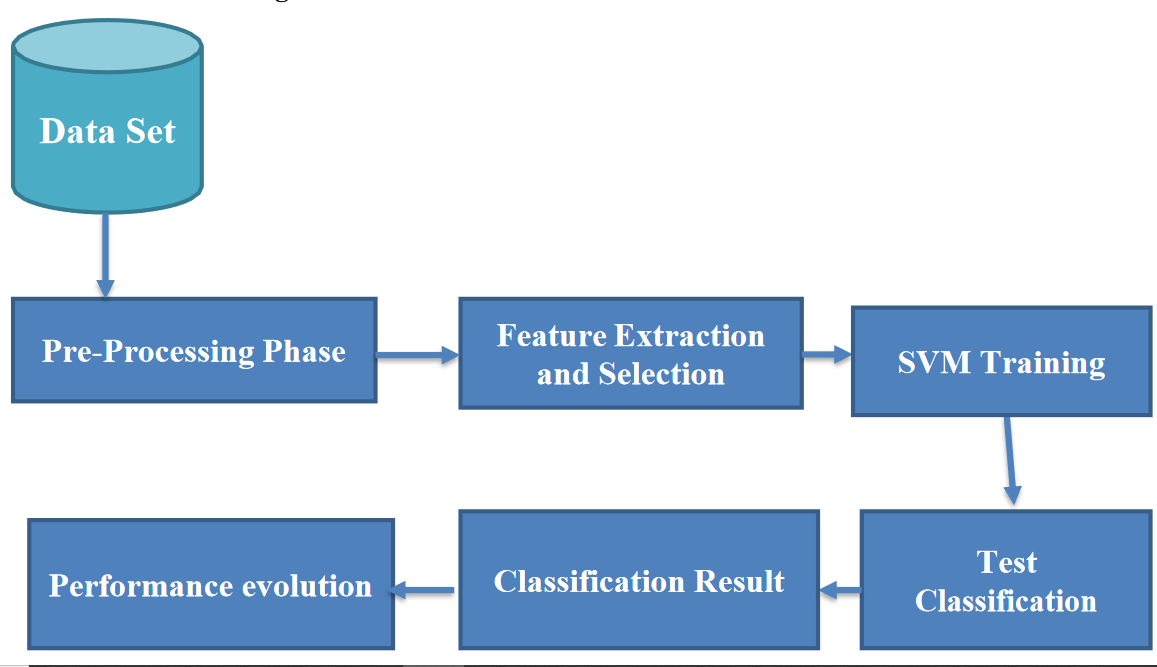 Data Set
Pre-Processing Phase
Feature Extraction
and Selection
SVM Training
Test
Classification
Classification Result
Performance evolution